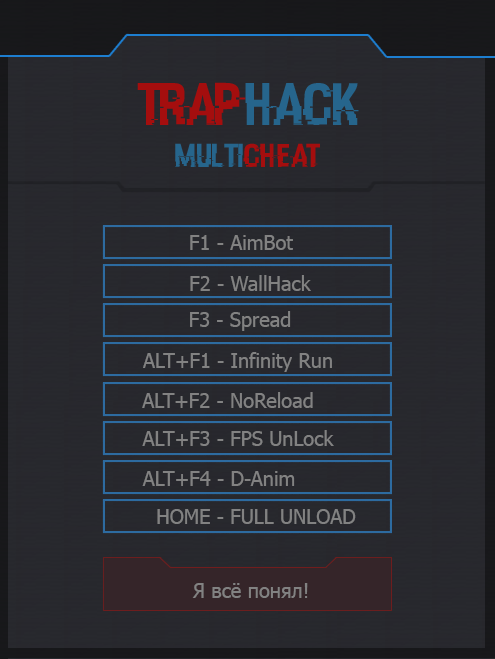 TRAPHACK
MULTICHEAT
F1 - AimBot
F2 - WallHack
F3 - Spread
ALT+F1 - Infinity Run
ALT+F2 - NoReload
ALT+F3 - FPS UnLock
ALT+F4 - D-Anim
HOME - FULL UNLOAD
Я всё понял!